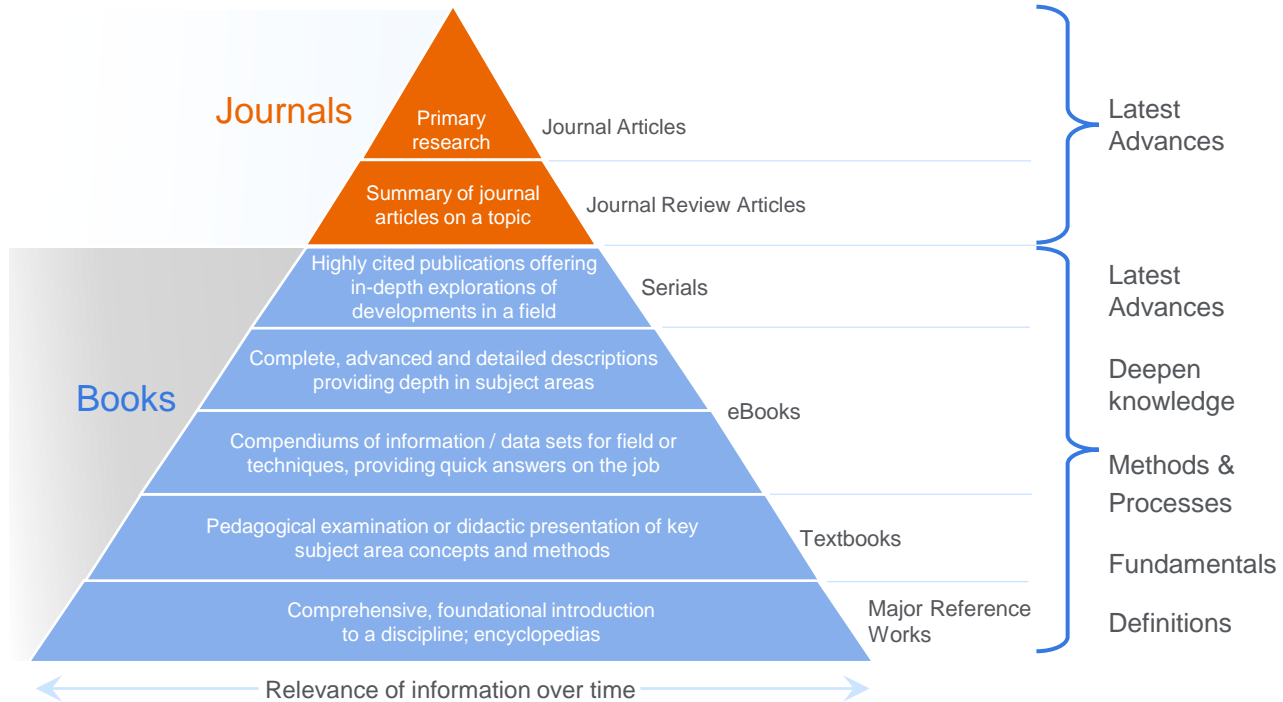 Journals
Primary
research
Journal Articles
Latest
Advances
Summary of journal
articles on a topic
Journal Review Articles
Books
Highly cited publications offering
in-depth explorations of
developments in a field
Serials
Latest
Advances
Complete, advanced and detailed descriptions
providing depth in subject areas
eBooks
Deepen
knowledge
Compendiums of information / data sets for field or
techniques, providing quick answers on the job
Methods &
Processes
Pedagogical examination or didactic presentation of key
subject area concepts and methods
Textbooks
Fundamentals
Comprehensive, foundational introduction
to a discipline; encyclopedias
Major Reference
Works
Definitions
Relevance of information over time